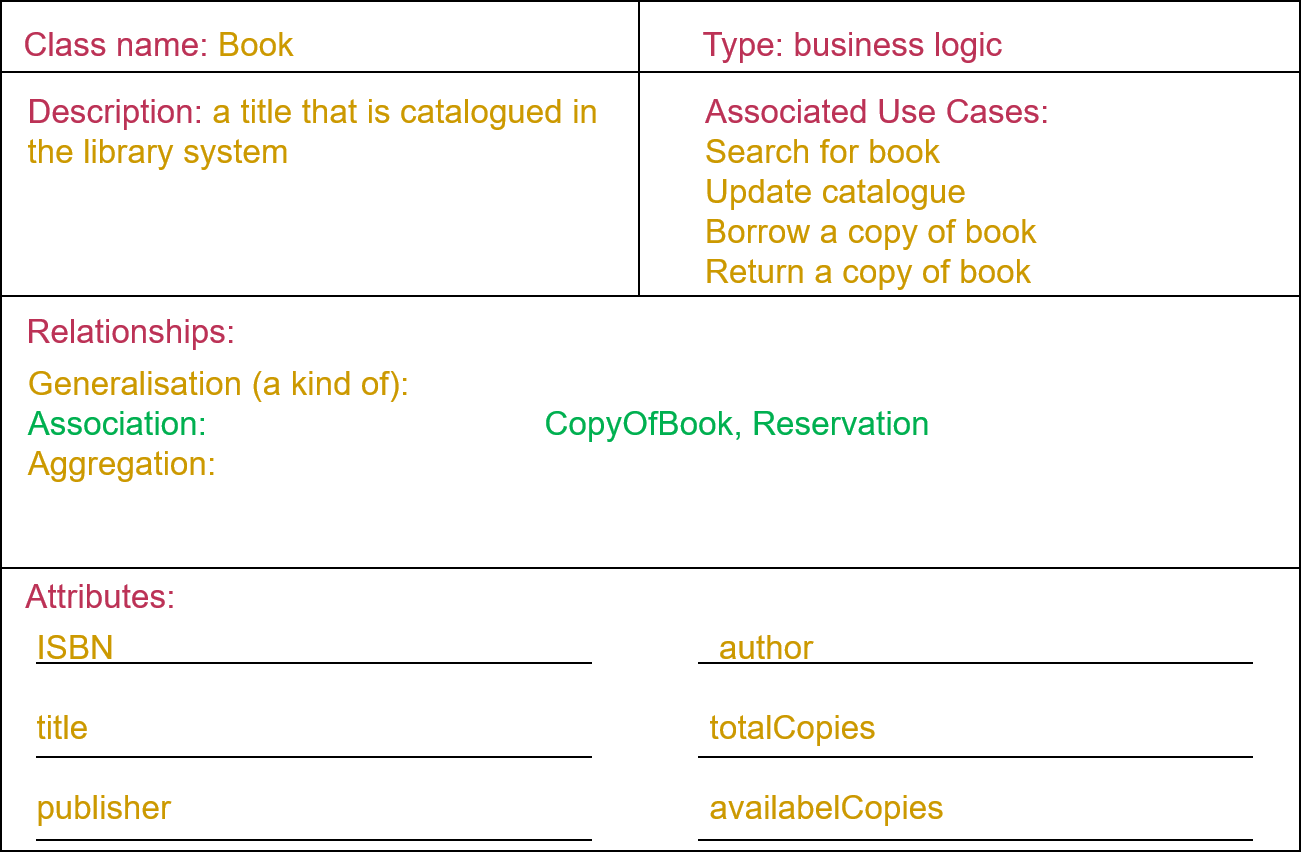 Class name: Book
Type: business logic
Description: a title that is catalogued in
the library system
Associated Use Cases:
Search for book
Update catalogue
Borrow a copy of book
Return a copy of book
Relationships:
Generalisation (a kind of):
Association: CopyOfBook, Reservation
Aggregation:
Attributes:
ISBN author
title totalCopies
publisher availabelCopies